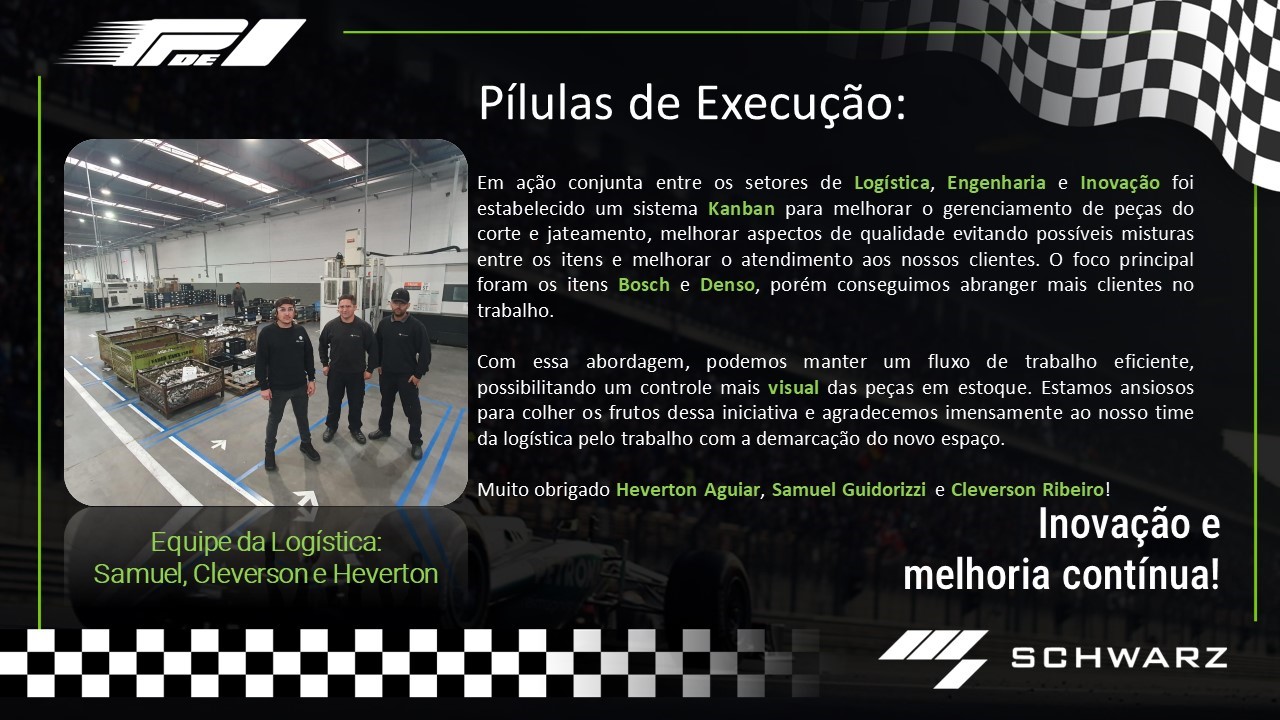 P DE 1
Pílulas de Execução:
Em ação conjunta entre os setores de Logística, Engenharia e Inovação foi
estabelecido um sistema Kanban para melhorar o gerenciamento de peças do
corte e jateamento, melhorar aspectos de qualidade evitando possíveis misturas
entre os itens e melhorar o atendimento aos nossos clientes. O foco principal
foram os itens Bosch e Denso, porém conseguimos abranger mais clientes no
trabalho.
Com essa abordagem, podemos manter um fluxo de trabalho eficiente,
possibilitando um controle mais visual das peças em estoque. Estamos ansiosos
para colher os frutos dessa iniciativa e agradecemos imensamente ao nosso time
da logística pelo trabalho com a demarcação do novo espaço.
Muito obrigado Heverton Aguiar, Samuel Guidorizzi e Cleverson Ribeiro!
Equipe da Logística:
Samuel, Cleverson e Heverton
Inovação e
melhoria contínua!
SCHWARZ